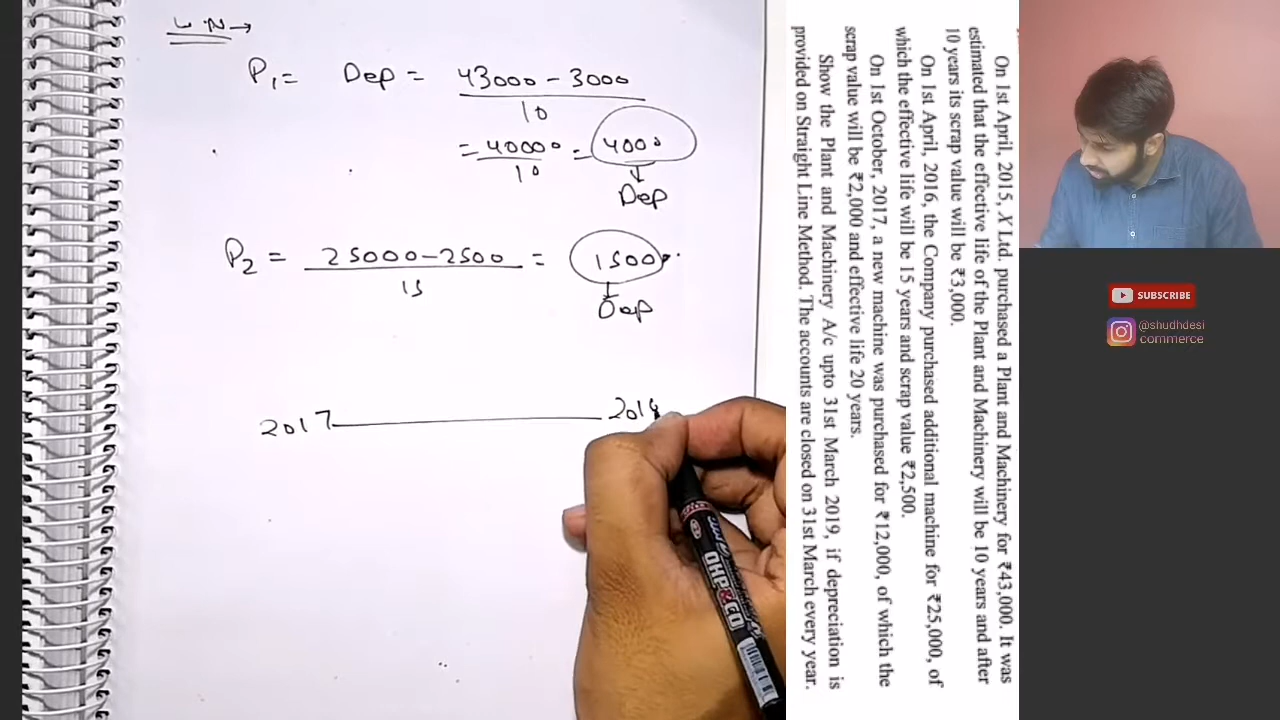 W.N →
P₁ = Dep = 43000 - 3000
10
= 40000 = 4000
10
Dep
P₂ = 25000 - 2500 = 1500
15
Dep
2017 2018
OHP&CD
On 1st April, 2015, X Ltd. purchased a Plant and Machinery for ₹43,000. It was
estimated that the effective life of the Plant and Machinery will be 10 years and after
10 years its scrap value will be ₹3,000.
On 1st April, 2016, the Company purchased additional machine for ₹25,000, of
which the effective life will be 15 years and scrap value ₹2,500.
On 1st October, 2017, a new machine was purchased for ₹12,000, of which the
scrap value will be ₹2,000 and effective life 20 years.
Show the Plant and Machinery A/c upto 31st March 2019, if depreciation is
provided on Straight Line Method. The accounts are closed on 31st March every year.
SUBSCRIBE
@shudhdesi
commerce